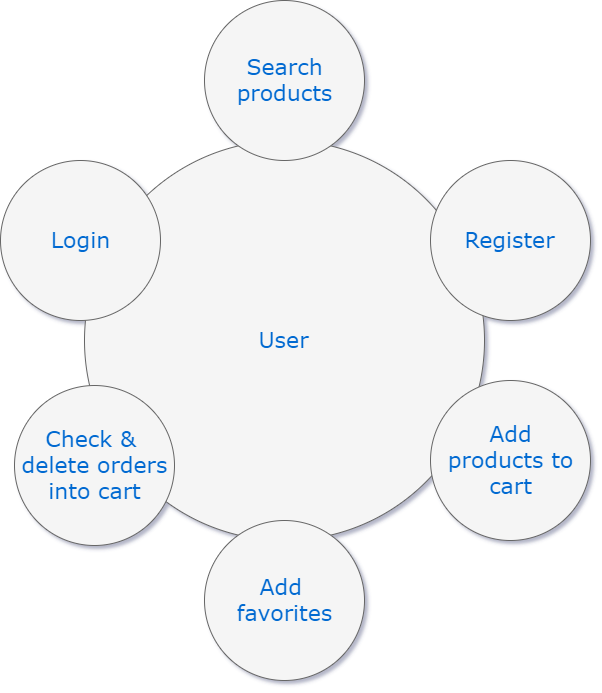 Search
products
Login
Register
User
Check &
delete orders
into cart
Add
products to
cart
Add
favorites